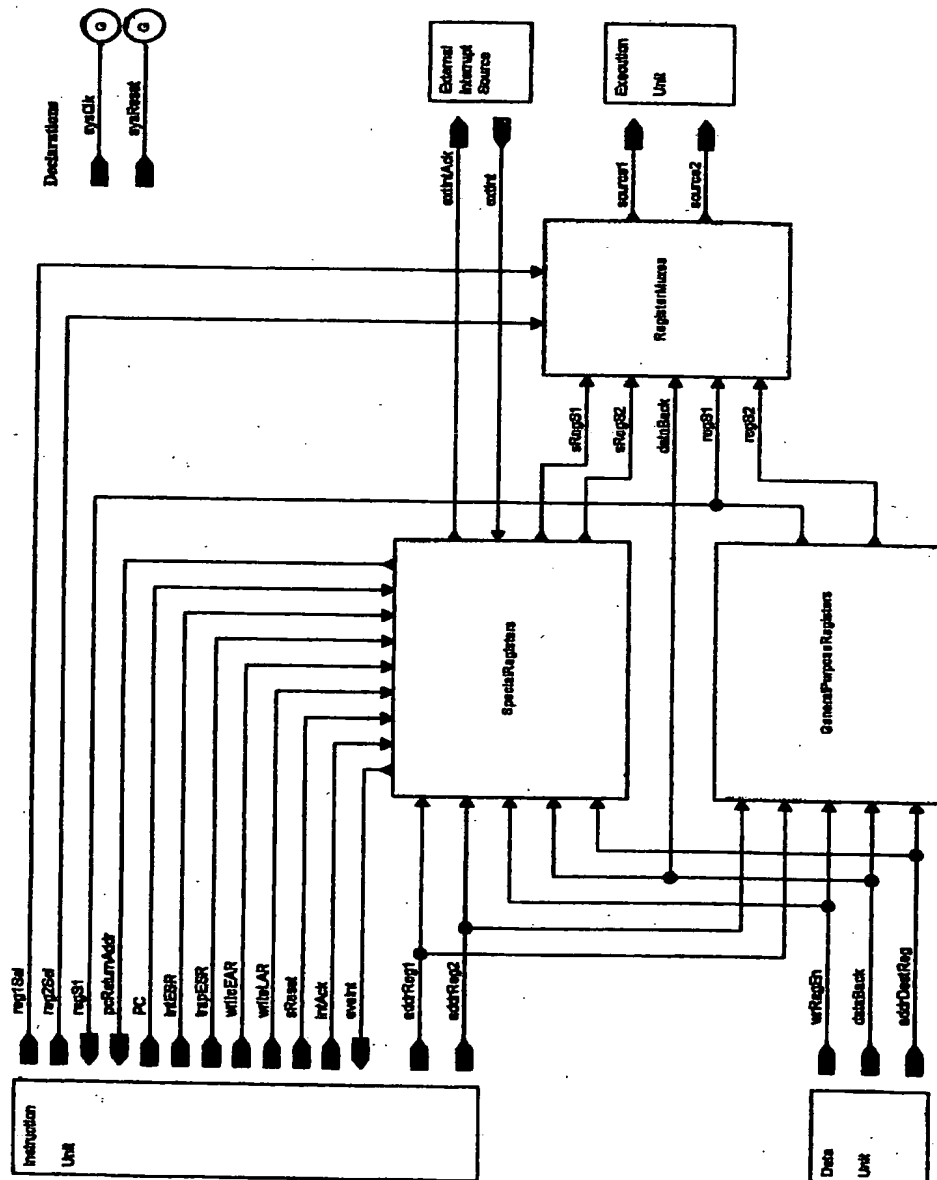 Declarations
sysClk
G
sysReset
G
External
Interrupt
Source
Execution
Unit
extIntAck
extInt
source1
source2
RegisterMuxes
sRegS1
sRegS2
dataBack
regS1
regS2
SpecialRegisters
GeneralPurposeRegisters
reg1Sel
reg2Sel
regS1
pcReturnAddr
PC
intESR
trapESR
writeEAR
writeLAR
sReset
intAck
sysInt
addrReg1
addrReg2
wrRegEn
dataBack
addrDestReg
Instruction
Unit
Data
Unit